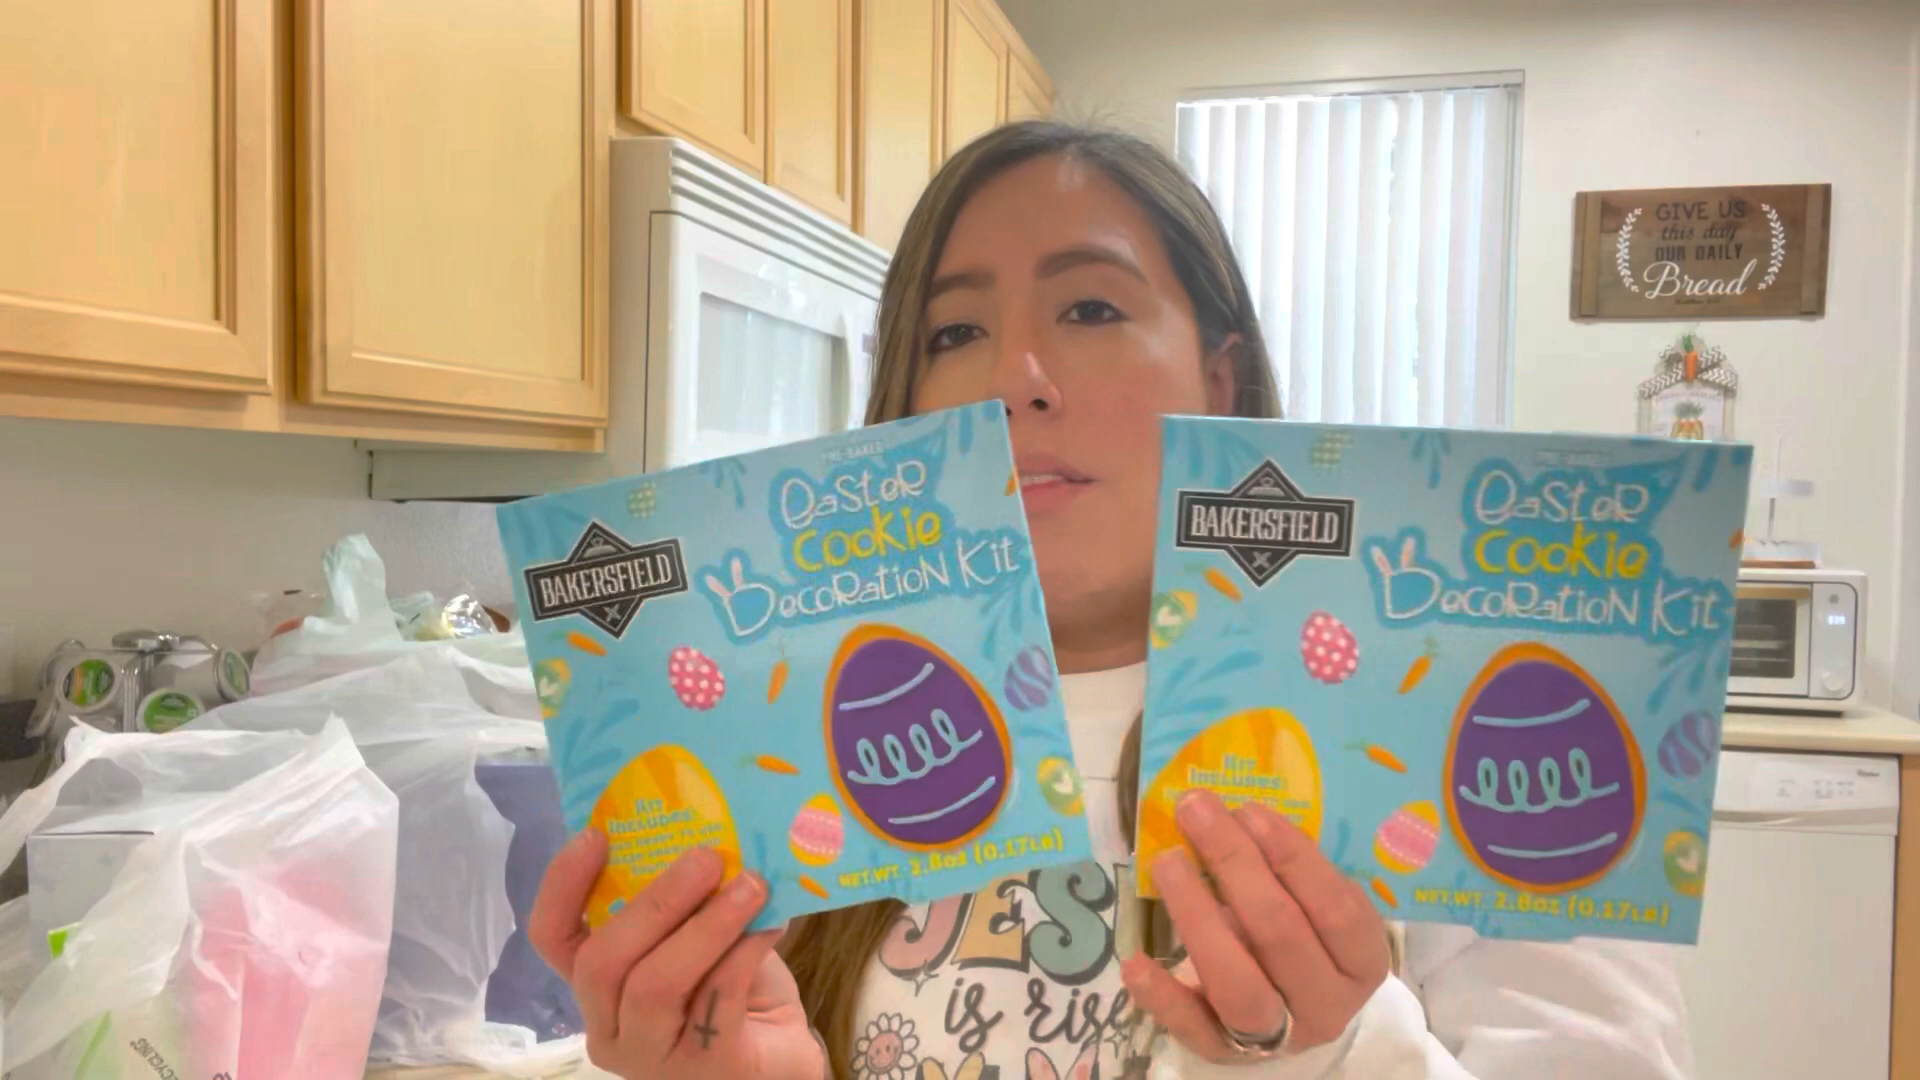 GIVE US
this day
OUR DAILY
Bread
PRE-BAKED
EaSteR
Cookie
DecoRatioN Kit
BAKERSFIELD
Kit
Includes:
NET.WT. 2.8oz (0.17LB)
PRE-BAKED
EaSteR
Cookie
DecoRatioN Kit
BAKERSFIELD
Kit
Includes:
NET.WT. 2.8oz (0.17LB)
JES
is rise